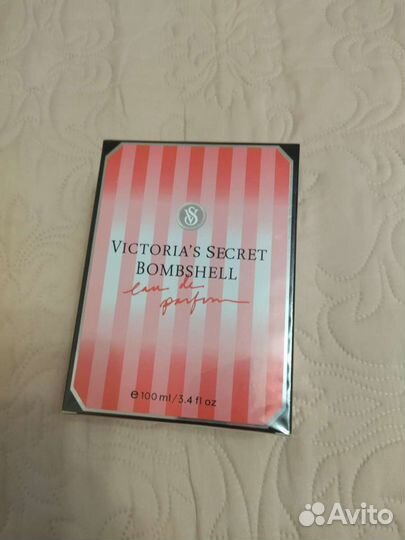 VS
VICTORIA'S SECRET
BOMBSHELL
eau de
parfum
℮ 100 ml/3.4 fl oz
Avito